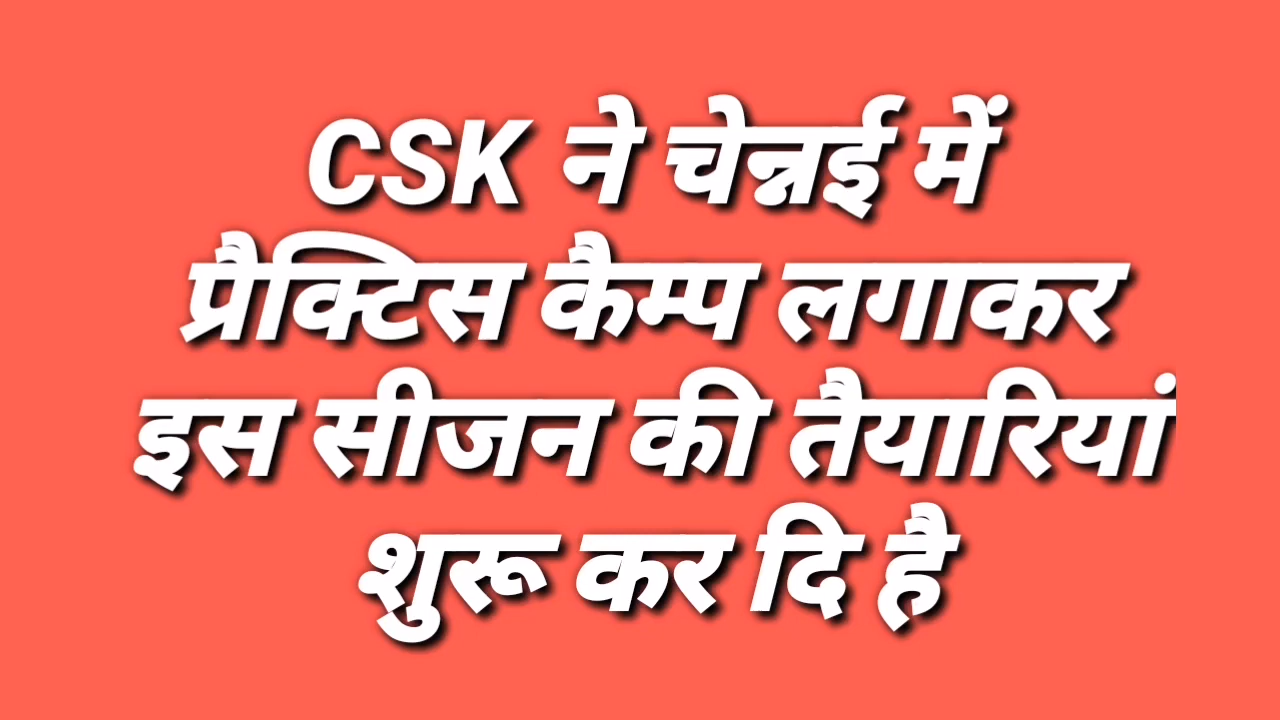 CSK ने चेन्नई में
प्रैक्टिस कैम्प लगाकर
इस सीजन की तैयारियां
शुरू कर दि है